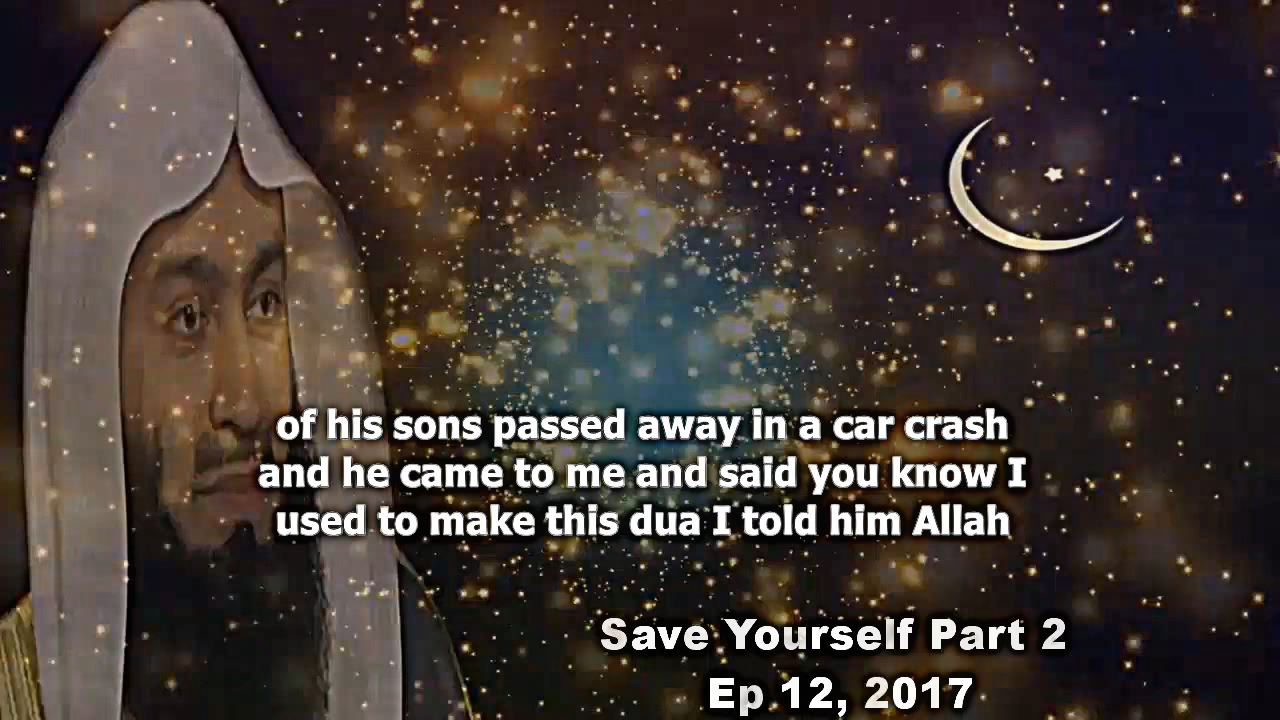 of his sons passed away in a car crash
and he came to me and said you know I
used to make this dua I told him Allah
Save Yourself Part 2
Ep 12, 2017